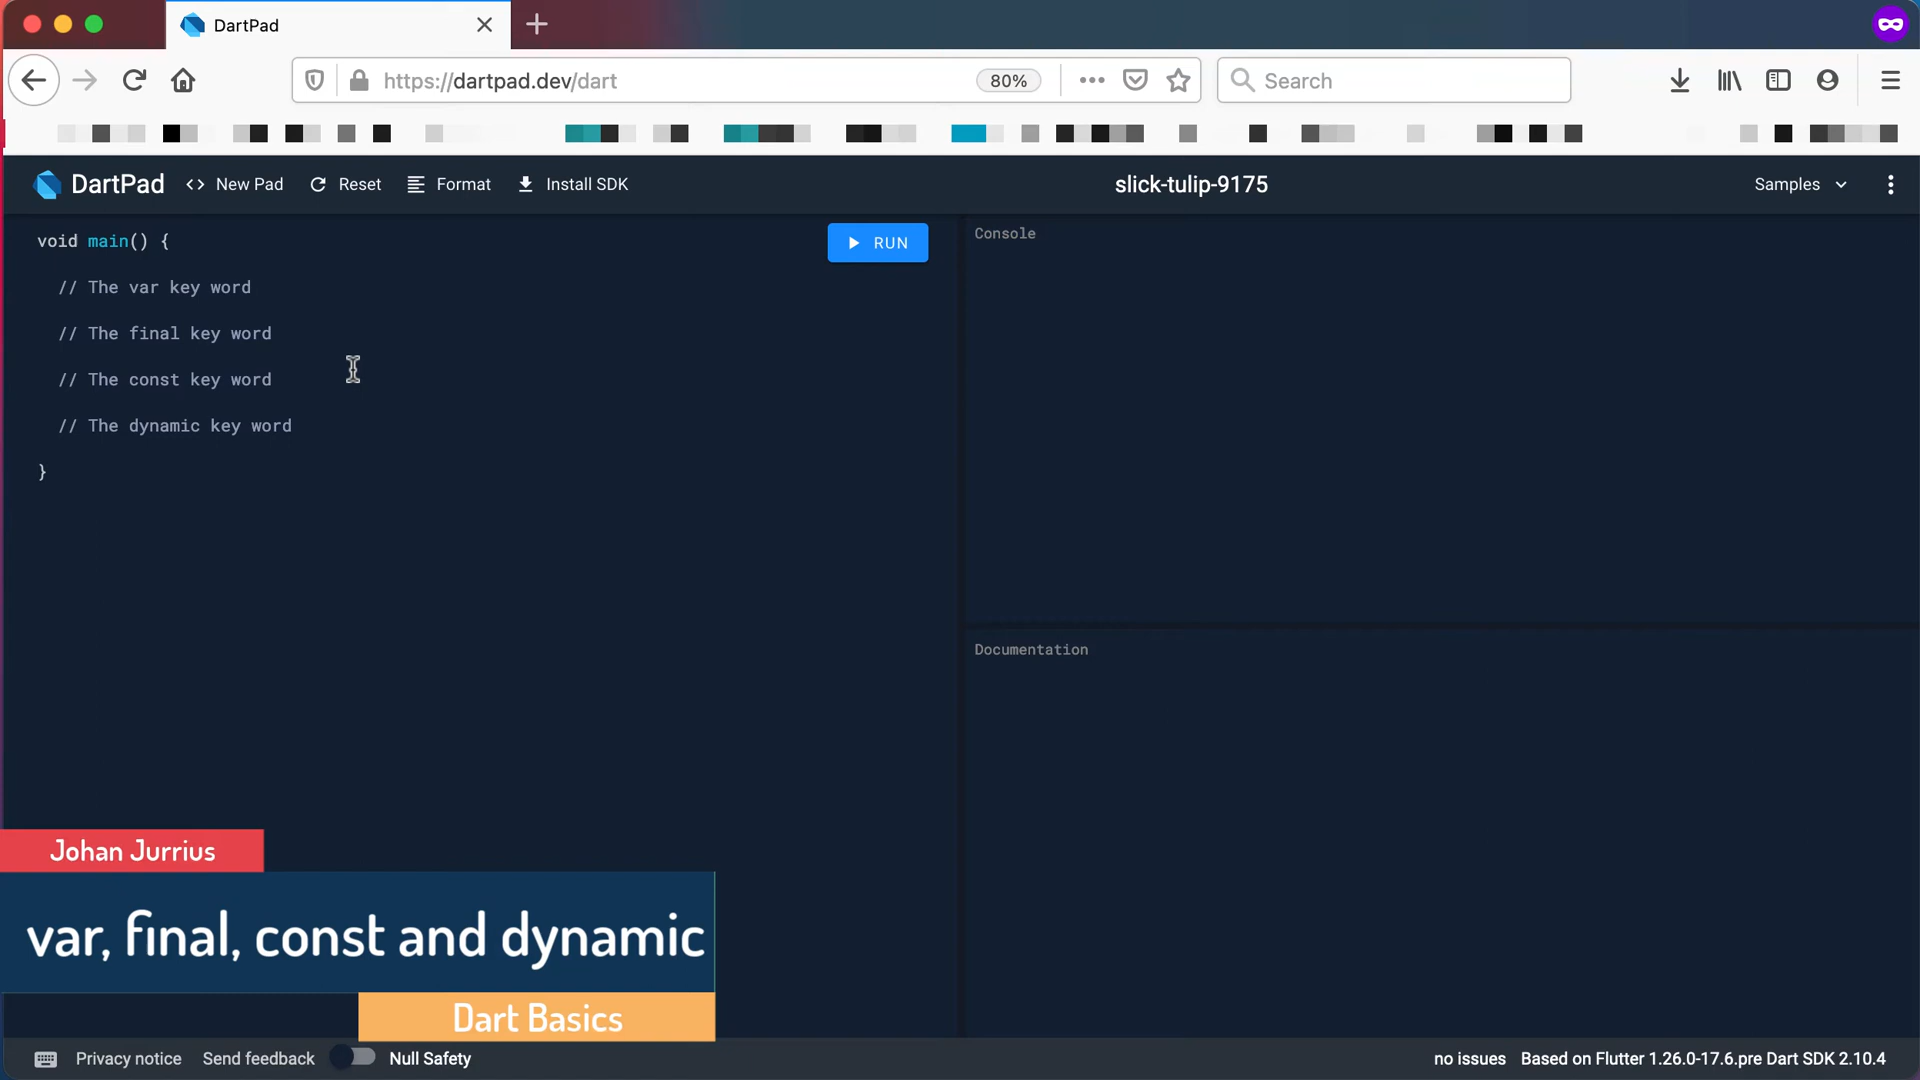 DartPad
https://dartpad.dev/dart
80%
Search
DartPad
New Pad
Reset
Format
Install SDK
slick-tulip-9175
Samples
void main() {
// The var key word
// The final key word
// The const key word
// The dynamic key word
}
RUN
Console
Documentation
Johan Jurrius
var, final, const and dynamic
Dart Basics
Privacy notice
Send feedback
Null Safety
no issues
Based on Flutter 1.26.0-17.6.pre Dart SDK 2.10.4